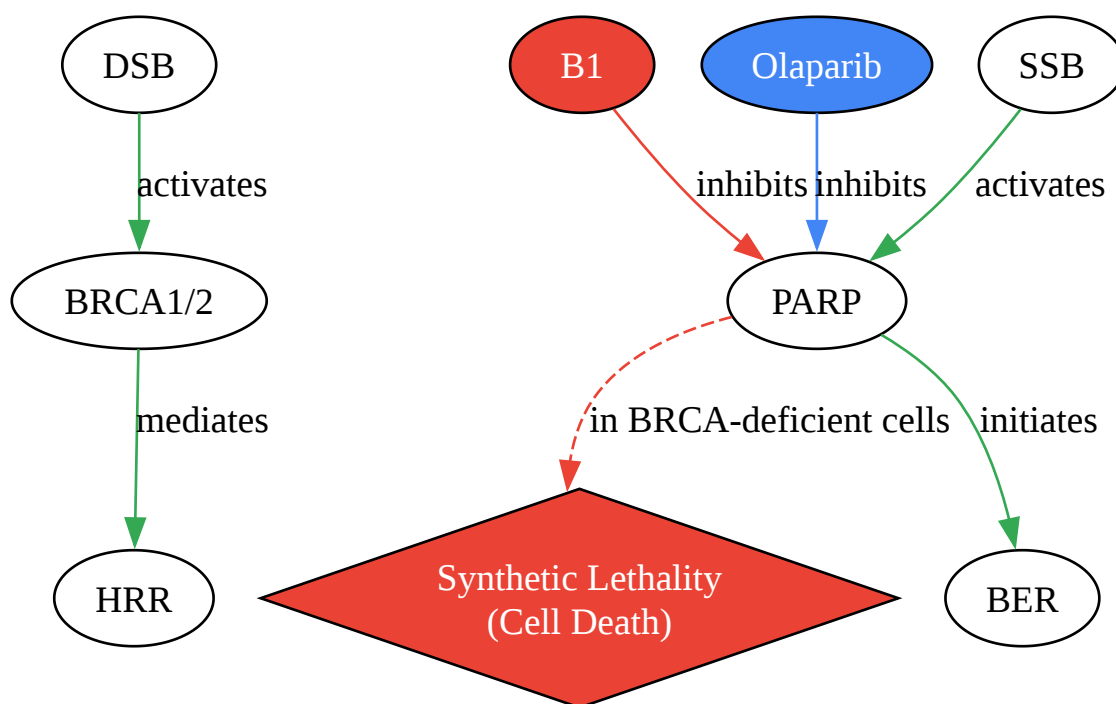 DSB
B1
Olaparib
SSB
activates
inhibits
inhibits
activates
BRCA1/2
PARP
mediates
in BRCA-deficient cells
initiates
HRR
Synthetic Lethality
(Cell Death)
BER